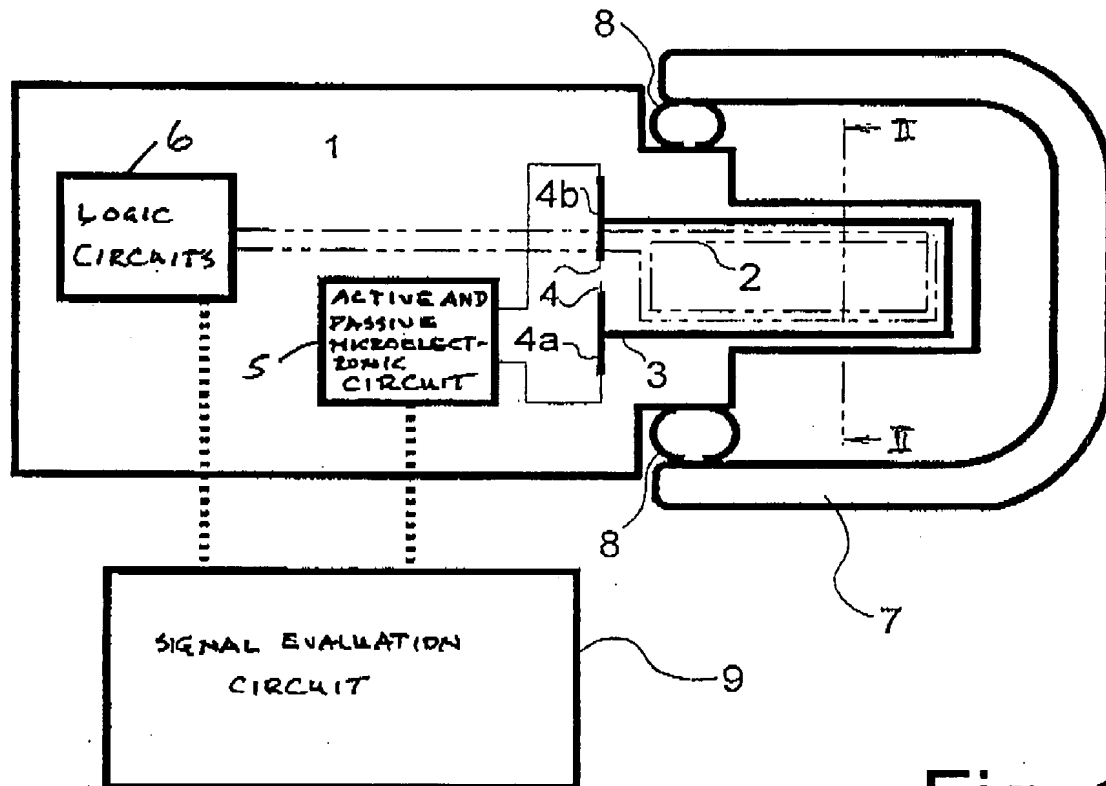 8
II
6
1
4b
LOGIC
CIRCUITS
2
4
4
ACTIVE AND
PASSIVE
MICROELECT-
RONIC
CIRCUIT
5
4a
3
II
8
7
SIGNAL EVALUATION
CIRCUIT
9